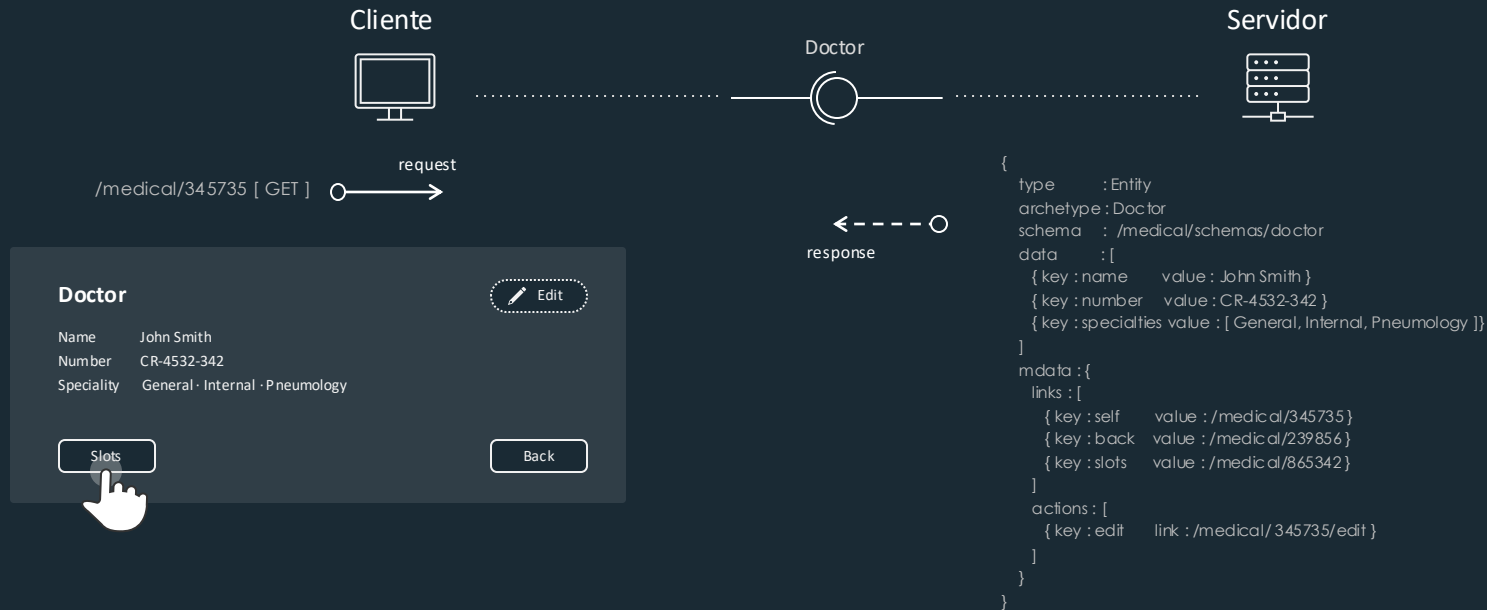 Cliente
Doctor
Servidor
request
/medical/345735 [ GET ]
response
Doctor
Edit
Name John Smith
Number CR-4532-342
Speciality General · Internal · Pneumology
Slots
Back
{
type : Entity
archetype : Doctor
schema : /medical/schemas/doctor
data : [
{ key : name value : John Smith }
{ key : number value : CR-4532-342 }
{ key : specialties value : [ General, Internal, Pneumology ]}
]
mdata : {
links : [
{ key : self value : /medical/345735 }
{ key : back value : /medical/239856 }
{ key : slots value : /medical/865342 }
]
actions : [
{ key : edit link : /medical/ 345735/edit }
]
}
}